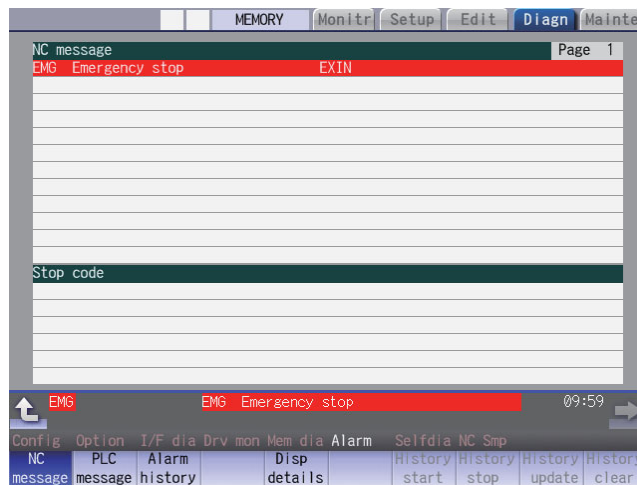 MEMORY Monitr Setup Edit Diagn Mainte
NC message Page 1
EMG Emergency stop EXIN
Stop code
EMG EMG Emergency stop 09:59
Config Option I/F dia Drv mon Mem dia Alarm Selfdia NC Smp
NC PLC Alarm Disp History History History History
message message history details start stop update clear